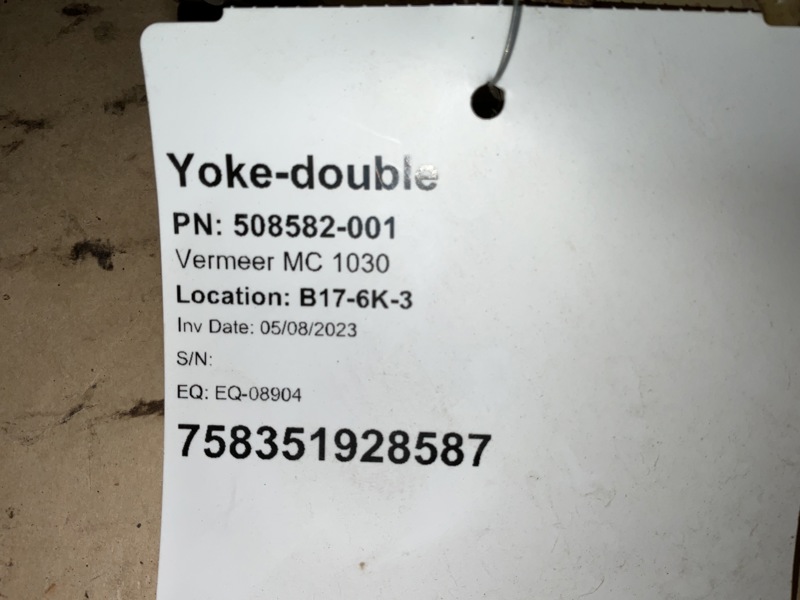 Yoke-double
PN: 508582-001
Vermeer MC 1030
Location: B17-6K-3
Inv Date: 05/08/2023
S/N:
EQ: EQ-08904
758351928587